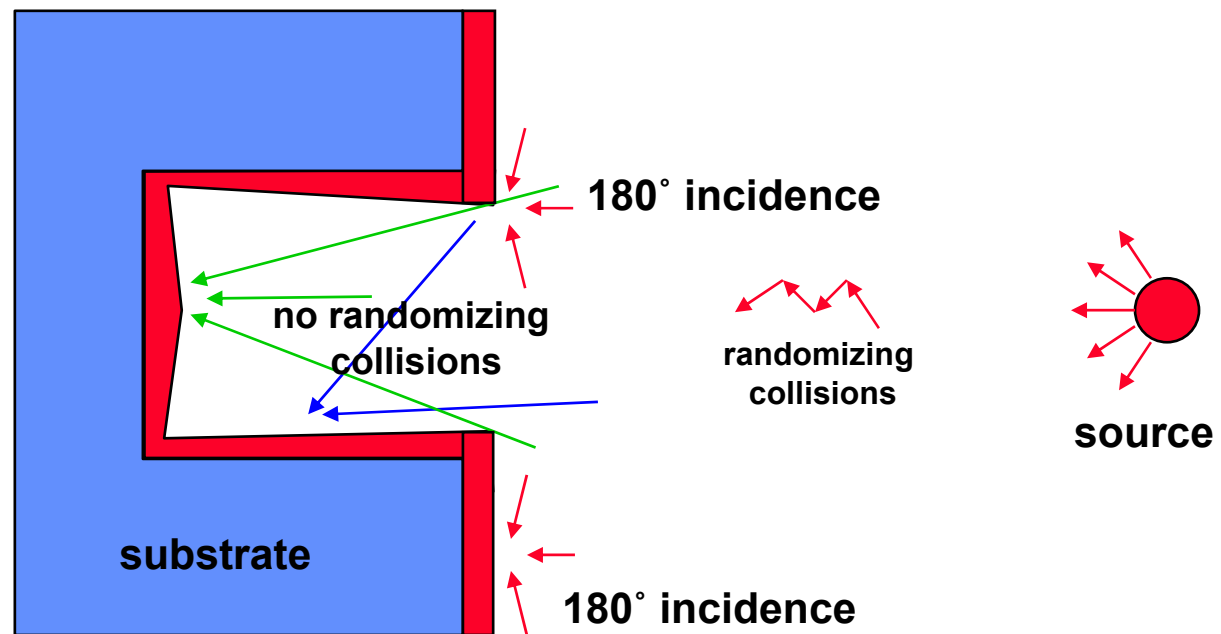 180˚ incidence
no randomizing
collisions
randomizing
collisions
source
substrate
180˚ incidence